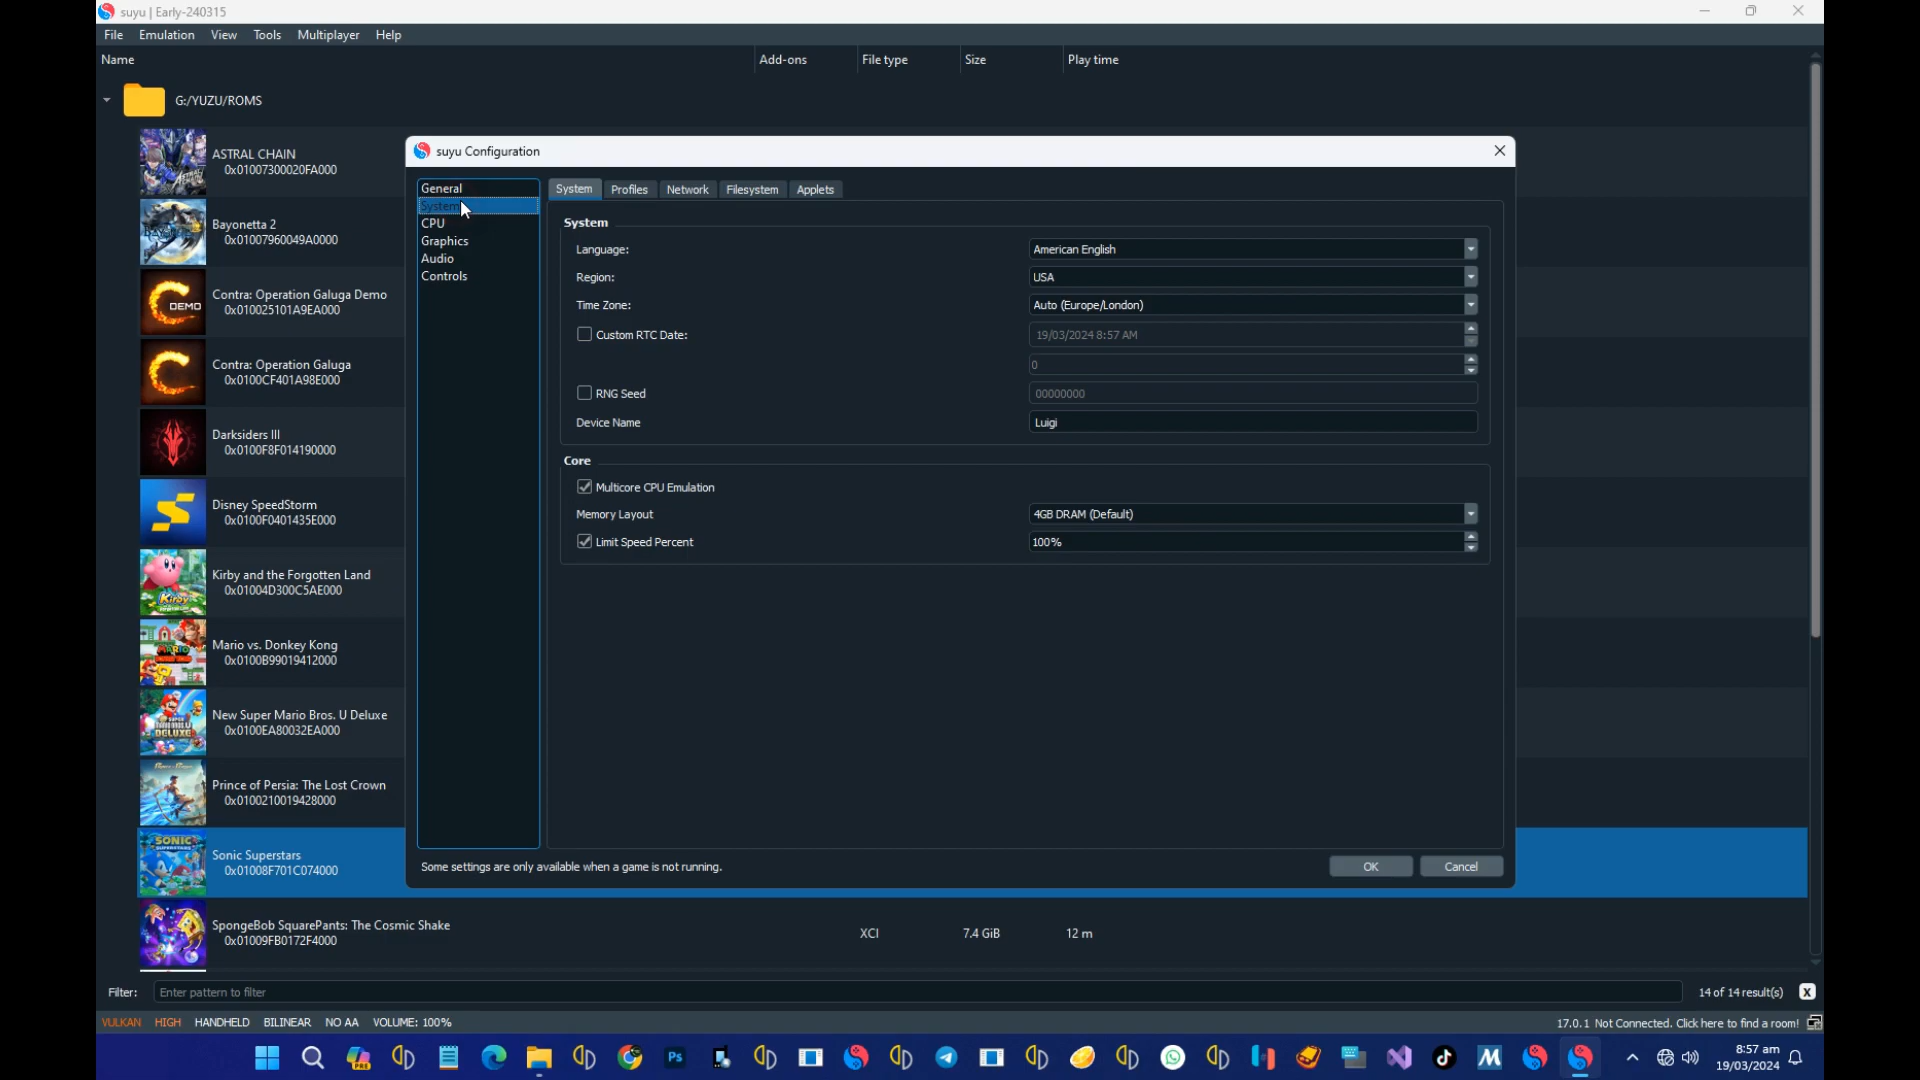 suyu | Early-240315
File Emulation View Tools Multiplayer Help
Name Add-ons File type Size Play time
G:/YUZU/ROMS
ASTRAL CHAIN
0x01007300020FA000
Bayonetta 2
0x01007960049A0000
DEMO
Contra: Operation Galuga Demo
0x010025101A9EA000
Contra: Operation Galuga
0x0100CF401A98E000
Darksiders III
0x0100F8F014190000
Disney SpeedStorm
0x0100F0401435E000
Kirby and the Forgotten Land
0x01004D300C5AE000
Mario vs. Donkey Kong
0x0100B99019412000
New Super Mario Bros. U Deluxe
0x0100EA80032EA000
Prince of Persia: The Lost Crown
0x0100210019428000
Sonic Superstars
0x01008F701C074000
SpongeBob SquarePants: The Cosmic Shake
0x01009FB0172F4000
XCI 7.4 GiB 12 m
suyu Configuration
General
System
CPU
Graphics
Audio
Controls
System Profiles Network Filesystem Applets
System
Language: American English
Region: USA
Time Zone: Auto (Europe/London)
Custom RTC Date: 19/03/2024 8:57 AM
0
RNG Seed 00000000
Device Name Luigi
Core
Multicore CPU Emulation
Memory Layout 4GB DRAM (Default)
Limit Speed Percent 100%
Some settings are only available when a game is not running.
OK Cancel
Filter: Enter pattern to filter 14 of 14 result(s) X
VULKAN HIGH HANDHELD BILINEAR NO AA VOLUME: 100% 17.0.1 Not Connected. Click here to find a room!
PRE Ps M
8:57 am
19/03/2024